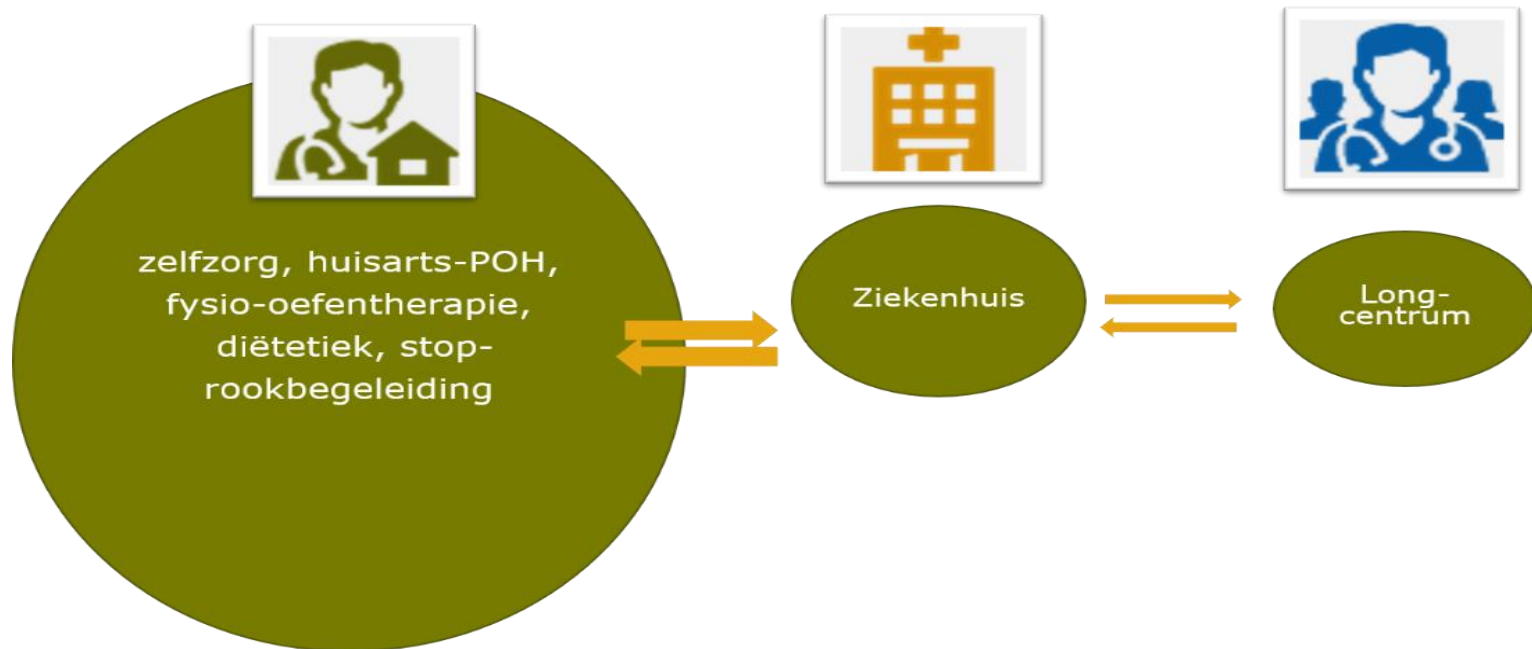 zelfzorg, huisarts-POH,
fysio-oefentherapie,
diëtetiek, stop-
rookbegeleiding
Ziekenhuis
Long-
centrum